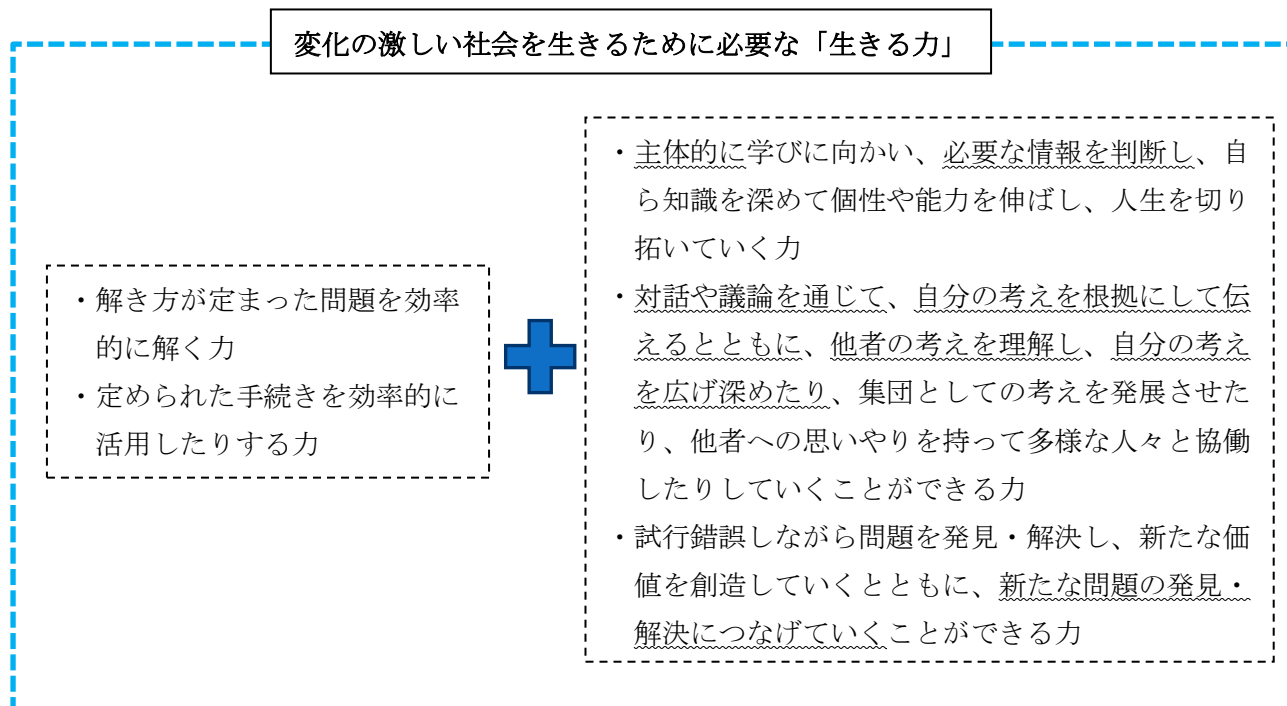 変化の激しい社会を生きるために必要な「生きる力」
・解き方が定まった問題を効率
的に解く力
・定められた手続きを効率的に
活用したりする力
・主体的に学びに向かい、必要な情報を判断し、自
ら知識を深めて個性や能力を伸ばし、人生を切り
拓いていく力
・対話や議論を通じて、自分の考えを根拠にして伝
えるとともに、他者の考えを理解し、自分の考え
を広げ深めたり、集団としての考えを発展させた
り、他者への思いやりを持って多様な人々と協働
したりしていくことができる力
・試行錯誤しながら問題を発見・解決し、新たな価
値を創造していくとともに、新たな問題の発見・
解決につなげていくことができる力